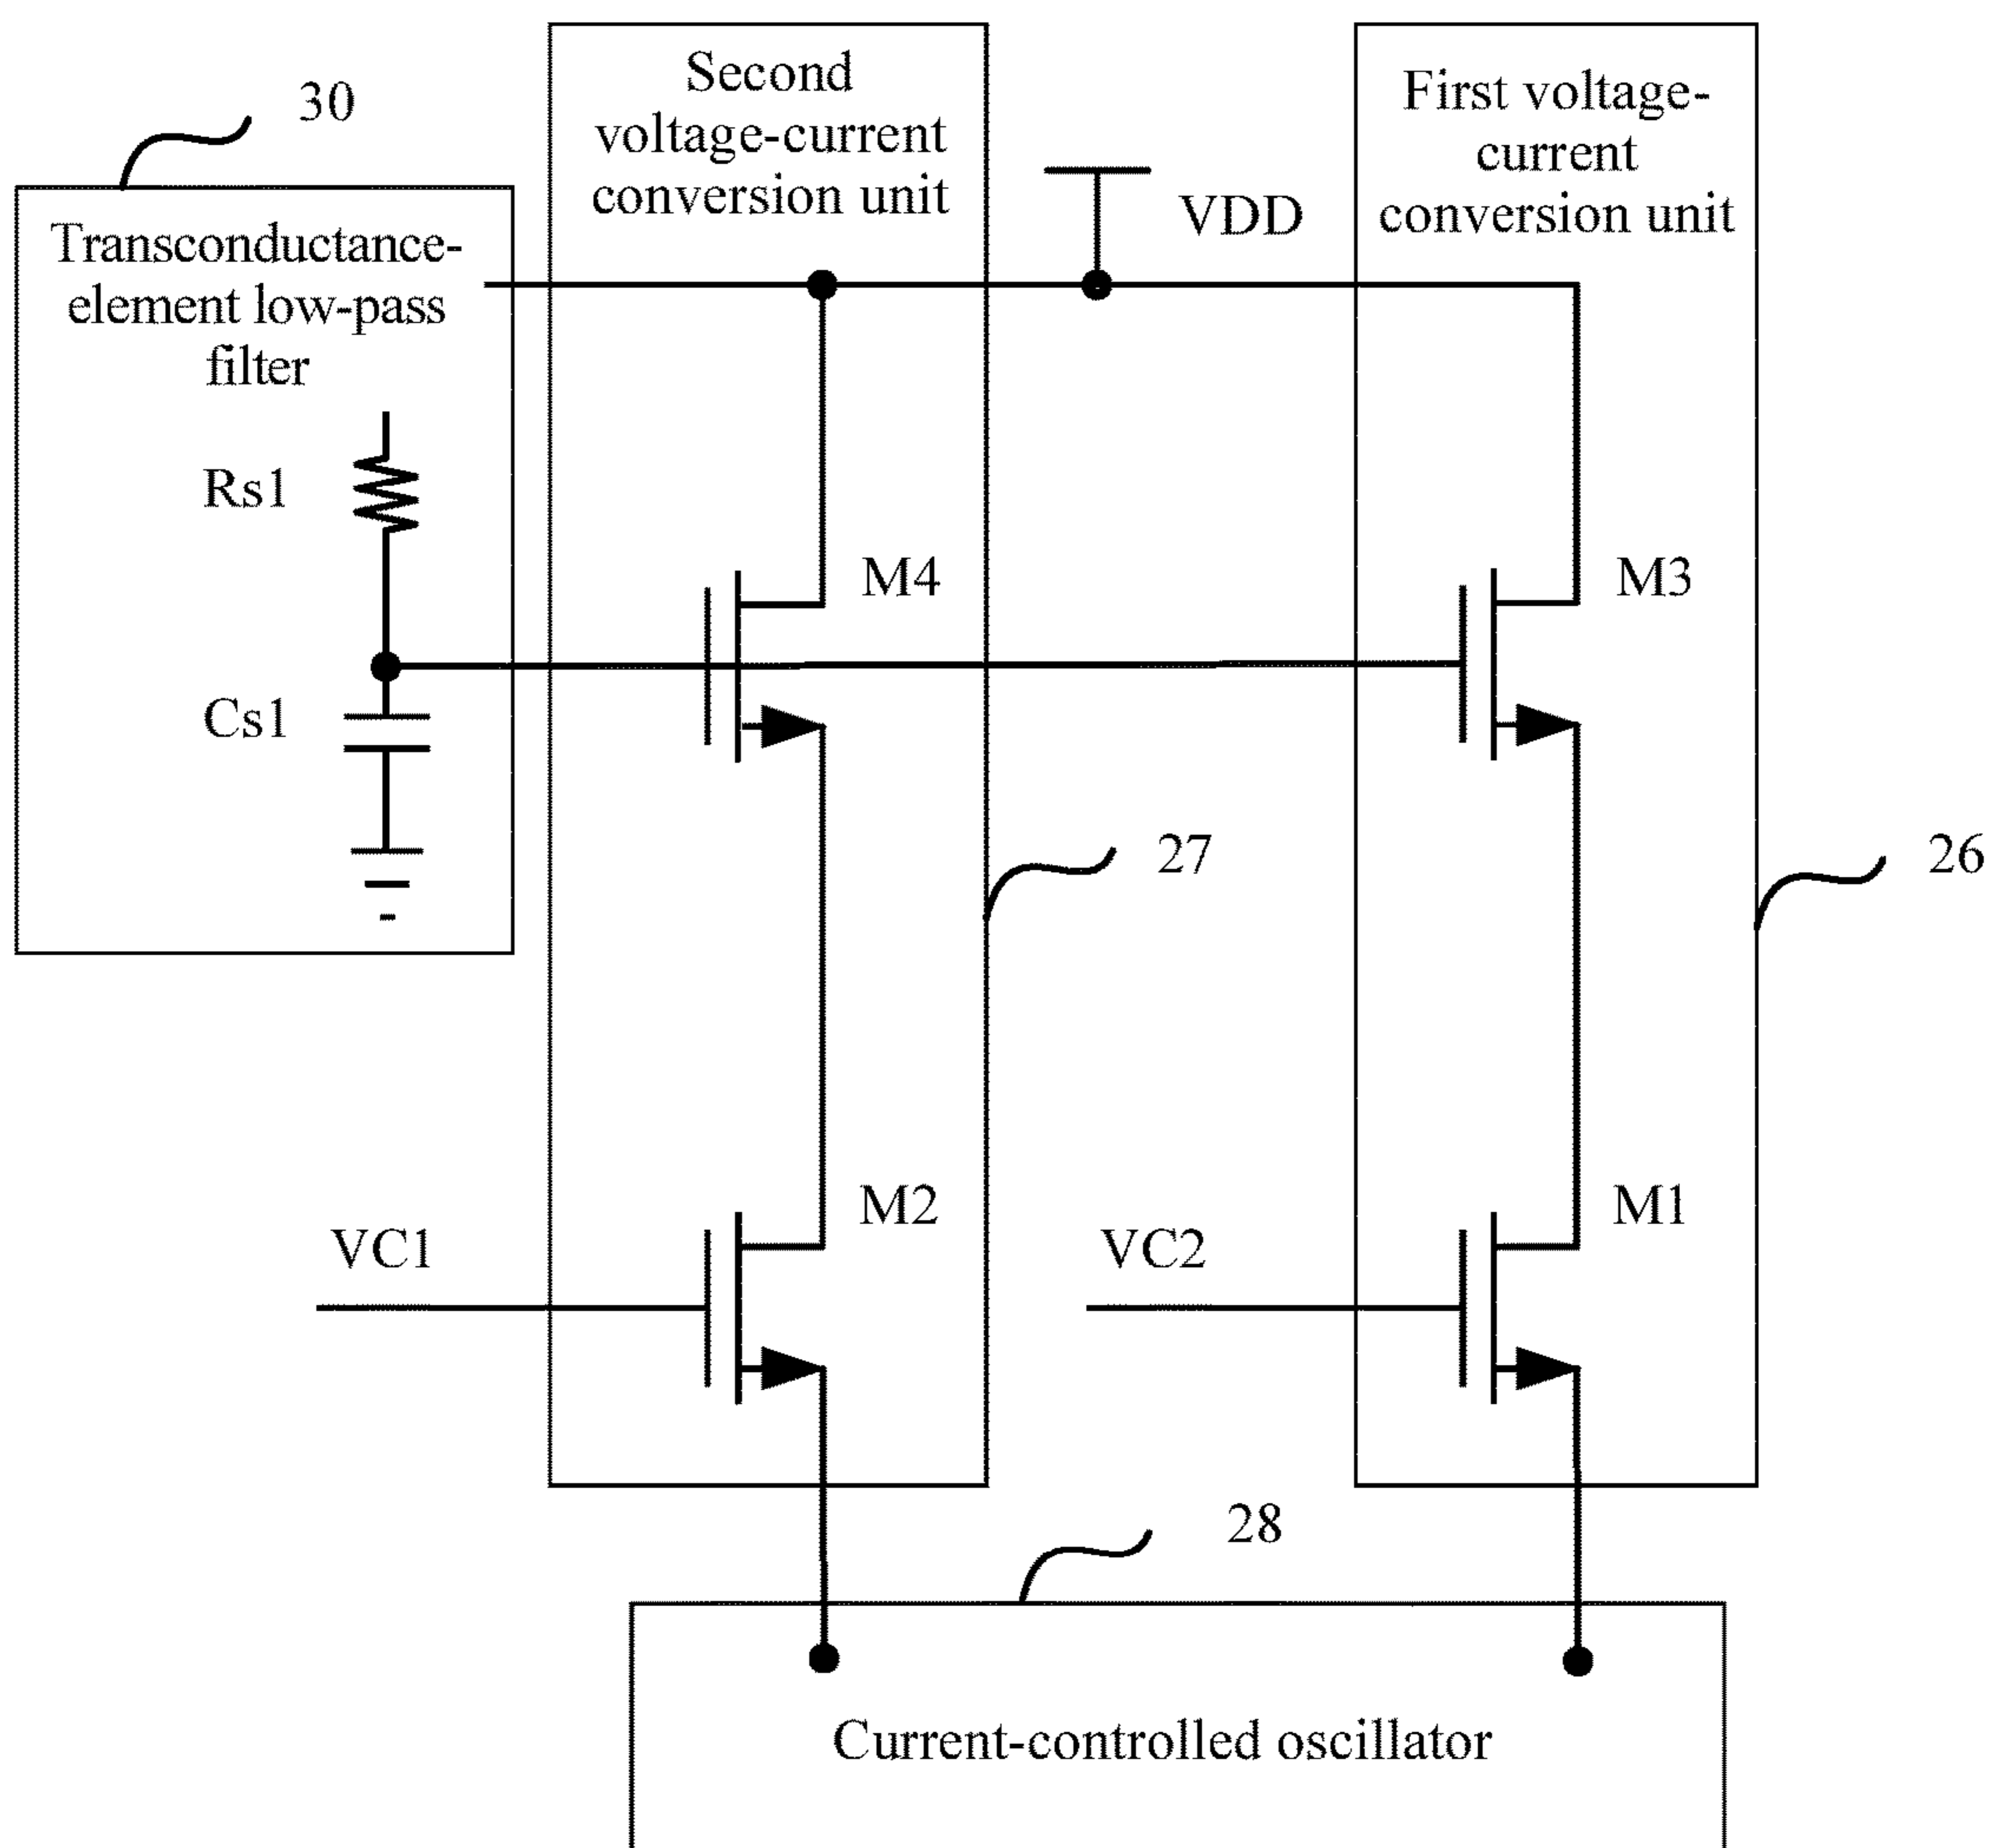 30
Transconductance-
element low-pass
filter
Rs1
Cs1
Second
voltage-current
conversion unit
VDD
First voltage-
current
conversion unit
M4
M3
27
26
VC1
M2
VC2
M1
28
Current-controlled oscillator